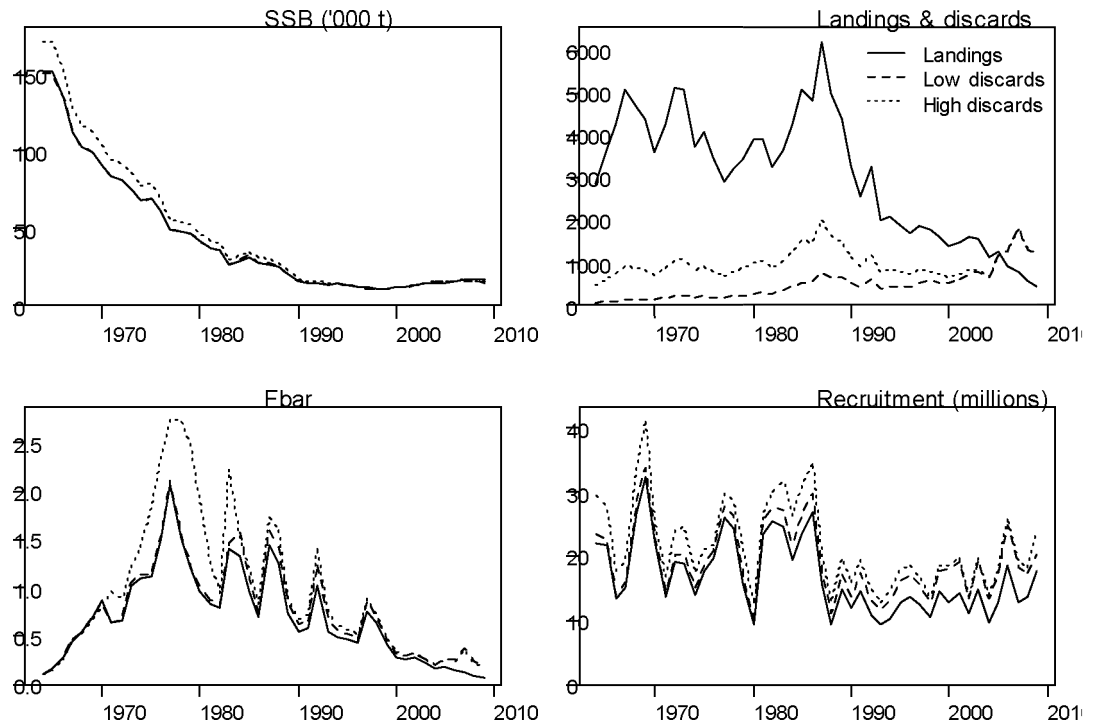 SSB ('000 t)
150
100
50
0
1970 1980 1990 2000 2010
Landings & discards
6000
5000
4000
3000
2000
1000
0
Landings
Low discards
High discards
1970 1980 1990 2000 201
Fbar
2.5
2.0
1.5
1.0
0.5
0.0
1970 1980 1990 2000 2010
Recruitment (millions)
40
30
20
10
0
1970 1980 1990 2000 201